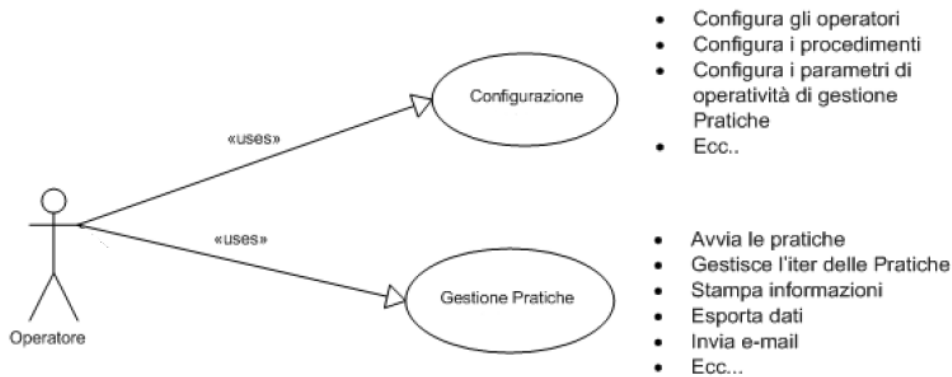 Configura gli operatori
Configura i procedimenti
Configura i parametri di
operatività di gestione
Pratiche
Ecc..
Configurazione
«uses»
«uses»
Operatore
Gestione Pratiche
Avvia le pratiche
Gestisce l'iter delle Pratiche
Stampa informazioni
Esporta dati
Invia e-mail
Ecc...